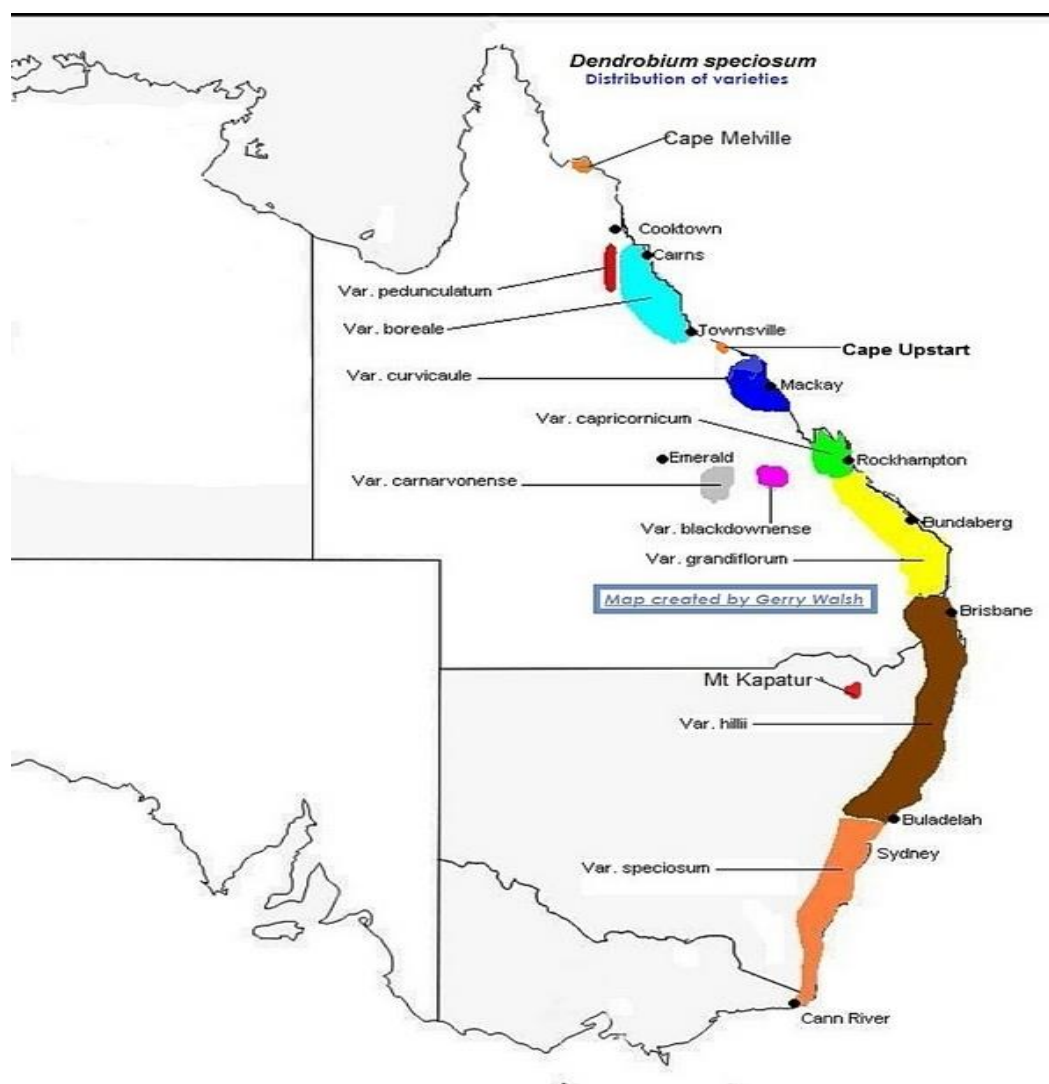 Dendrobium speciosum
Distribution of varieties
Cape Melville
Cooktown
Cairns
Var. pedunculatum
Var. boreale
Townsville
Cape Upstart
Var. curvicaule
Mackay
Var. capricornicum
Emerald
Rockhampton
Var. carnarvonense
Var. blackdownense
Bundaberg
Var. grandiflorum
Map created by Gerry Walsh
Brisbane
Mt Kapatur
Var. hillii
Buladelah
Sydney
Var. speciosum
Cann River